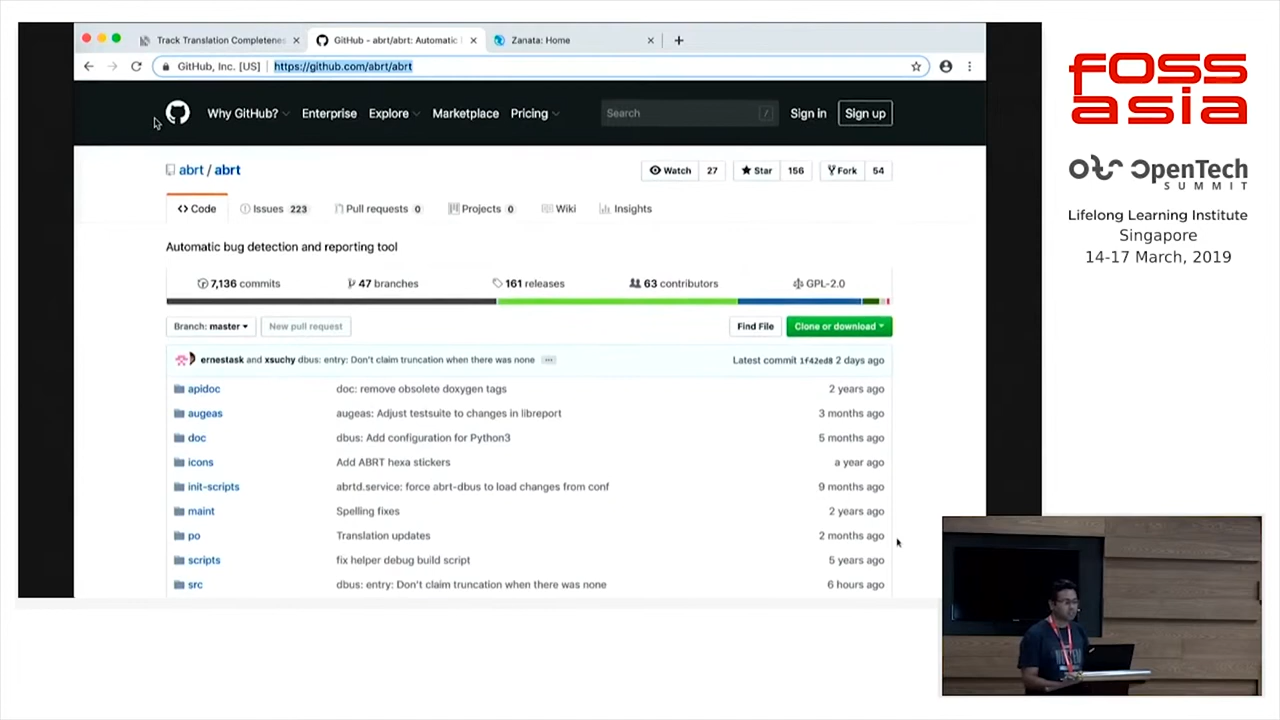 Track Translation Completenes
GitHub - abrt/abrt: Automatic
Zanata: Home
GitHub, Inc. [US]
https://github.com/abrt/abrt
Why GitHub?
Enterprise
Explore
Marketplace
Pricing
Search
/
Sign in
Sign up
abrt / abrt
Watch 27
Star 156
Fork 54
Code
Issues 223
Pull requests 0
Projects 0
Wiki
Insights
Automatic bug detection and reporting tool
7,136 commits
47 branches
161 releases
63 contributors
GPL-2.0
Branch: master
New pull request
Find File
Clone or download
ernestask and xsuchy dbus: entry: Don't claim truncation when there was none
Latest commit 1f42ed8 2 days ago
apidoc doc: remove obsolete doxygen tags 2 years ago
augeas augeas: Adjust testsuite to changes in libreport 3 months ago
doc dbus: Add configuration for Python3 5 months ago
icons Add ABRT hexa stickers a year ago
init-scripts abrtd.service: force abrt-dbus to load changes from conf 9 months ago
maint Spelling fixes 2 years ago
po Translation updates 2 months ago
scripts fix helper debug build script 5 years ago
src dbus: entry: Don't claim truncation when there was none 6 hours ago
FOSS
asia
OpenTech
SUMMIT
Lifelong Learning Institute
Singapore
14-17 March, 2019